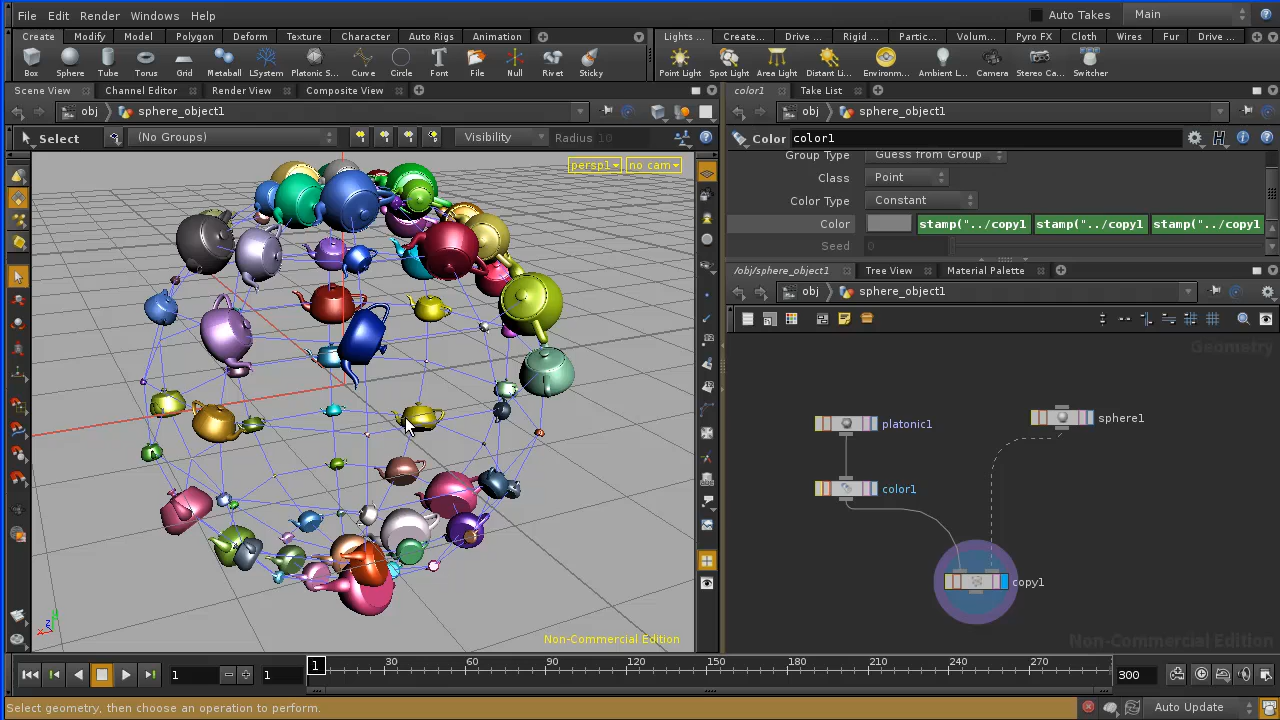 File Edit Render Windows Help Auto Takes Main
Create Modify Model Polygon Deform Texture Character Auto Rigs Animation Lights ... Create... Drive ... Rigid ... Partic... Volum... Pyro FX Cloth Wires Fur Drive ...
Box Sphere Tube Torus Grid Metaball LSystem Platonic S... Curve Circle Font File Null Rivet Sticky Point Light Spot Light Area Light Distant Li... Environm... Ambient L... Camera Stereo Ca... Switcher
Scene View Channel Editor Render View Composite View color1 Take List
obj sphere_object1 obj sphere_object1
Select (No Groups) Visibility Radius 10 Color color1
persp1 no cam
Group Type Guess from Group
Class Point
Color Type Constant
Color stamp("../copy1 stamp("../copy1 stamp("../copy1
Seed 0
/obj/sphere_object1 Tree View Material Palette
obj sphere_object1
Geometry
platonic1
sphere1
color1
copy1
Non-Commercial Edition
Non-Commercial Edition
1 1 1 30 60 90 120 150 180 210 240 270 300
Select geometry, then choose an operation to perform. Auto Update